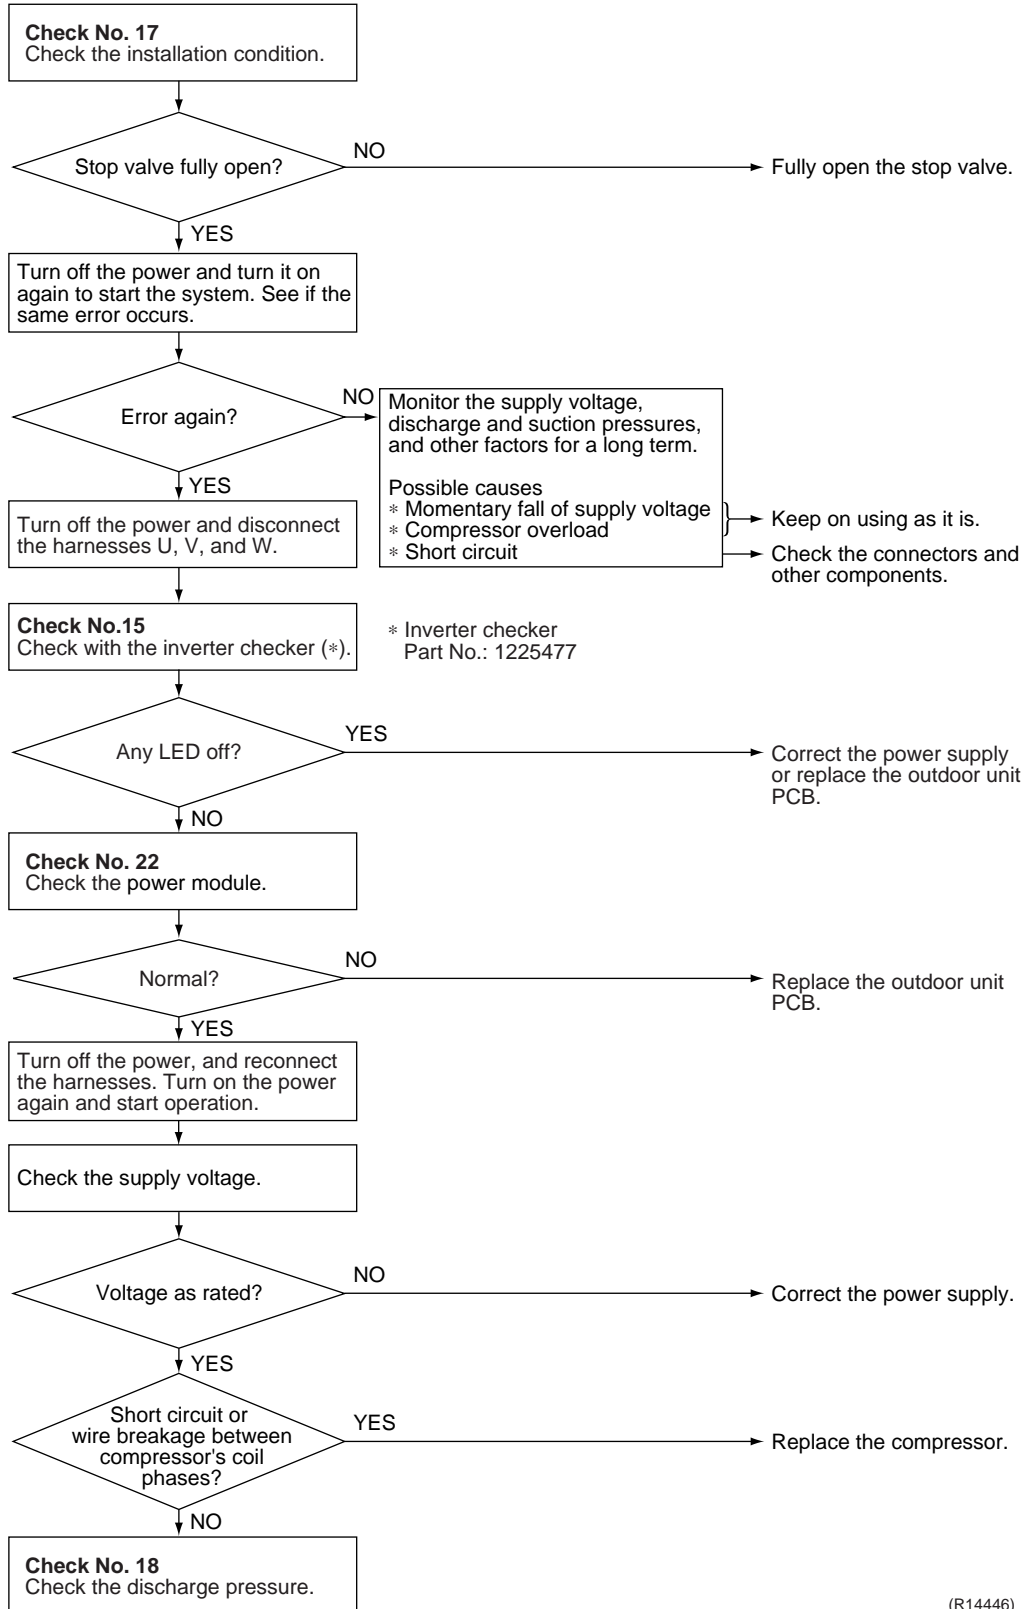 Check No. 17
Check the installation condition.
Stop valve fully open?
NO
Fully open the stop valve.
YES
Turn off the power and turn it on
again to start the system. See if the
same error occurs.
Error again?
NO
Monitor the supply voltage,
discharge and suction pressures,
and other factors for a long term.
Possible causes
∗ Momentary fall of supply voltage
∗ Compressor overload
∗ Short circuit
Keep on using as it is.
Check the connectors and
other components.
YES
Turn off the power and disconnect
the harnesses U, V, and W.
Check No.15
Check with the inverter checker (∗).
∗ Inverter checker
Part No.: 1225477
Any LED off?
YES
Correct the power supply
or replace the outdoor unit
PCB.
NO
Check No. 22
Check the power module.
Normal?
NO
Replace the outdoor unit
PCB.
YES
Turn off the power, and reconnect
the harnesses. Turn on the power
again and start operation.
Check the supply voltage.
Voltage as rated?
NO
Correct the power supply.
YES
Short circuit or
wire breakage between
compressor's coil
phases?
YES
Replace the compressor.
NO
Check No. 18
Check the discharge pressure.
(R14446)